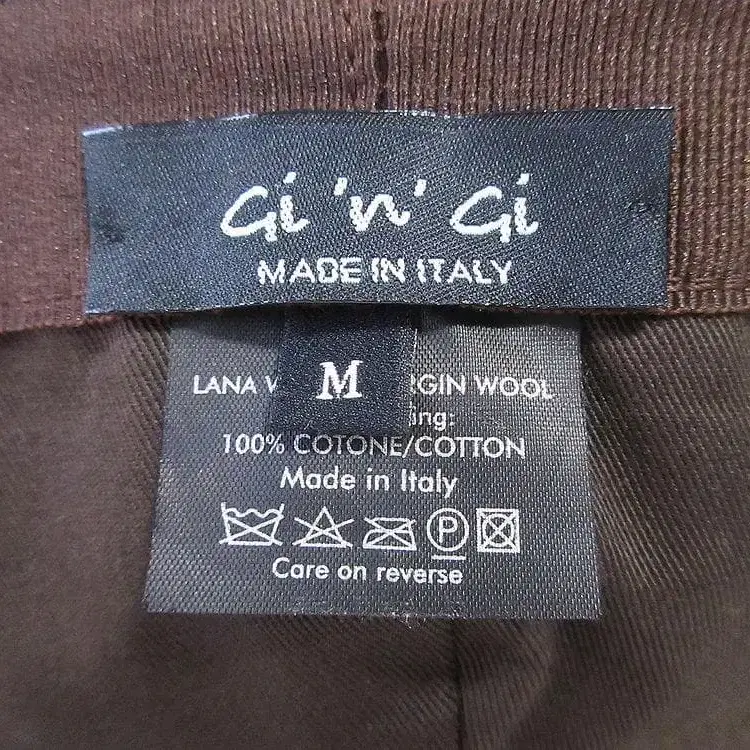 Gi 'n' Gi
MADE IN ITALY
M
LANA WOOL
100% COTONE/COTTON
Made in Italy
P
Care on reverse